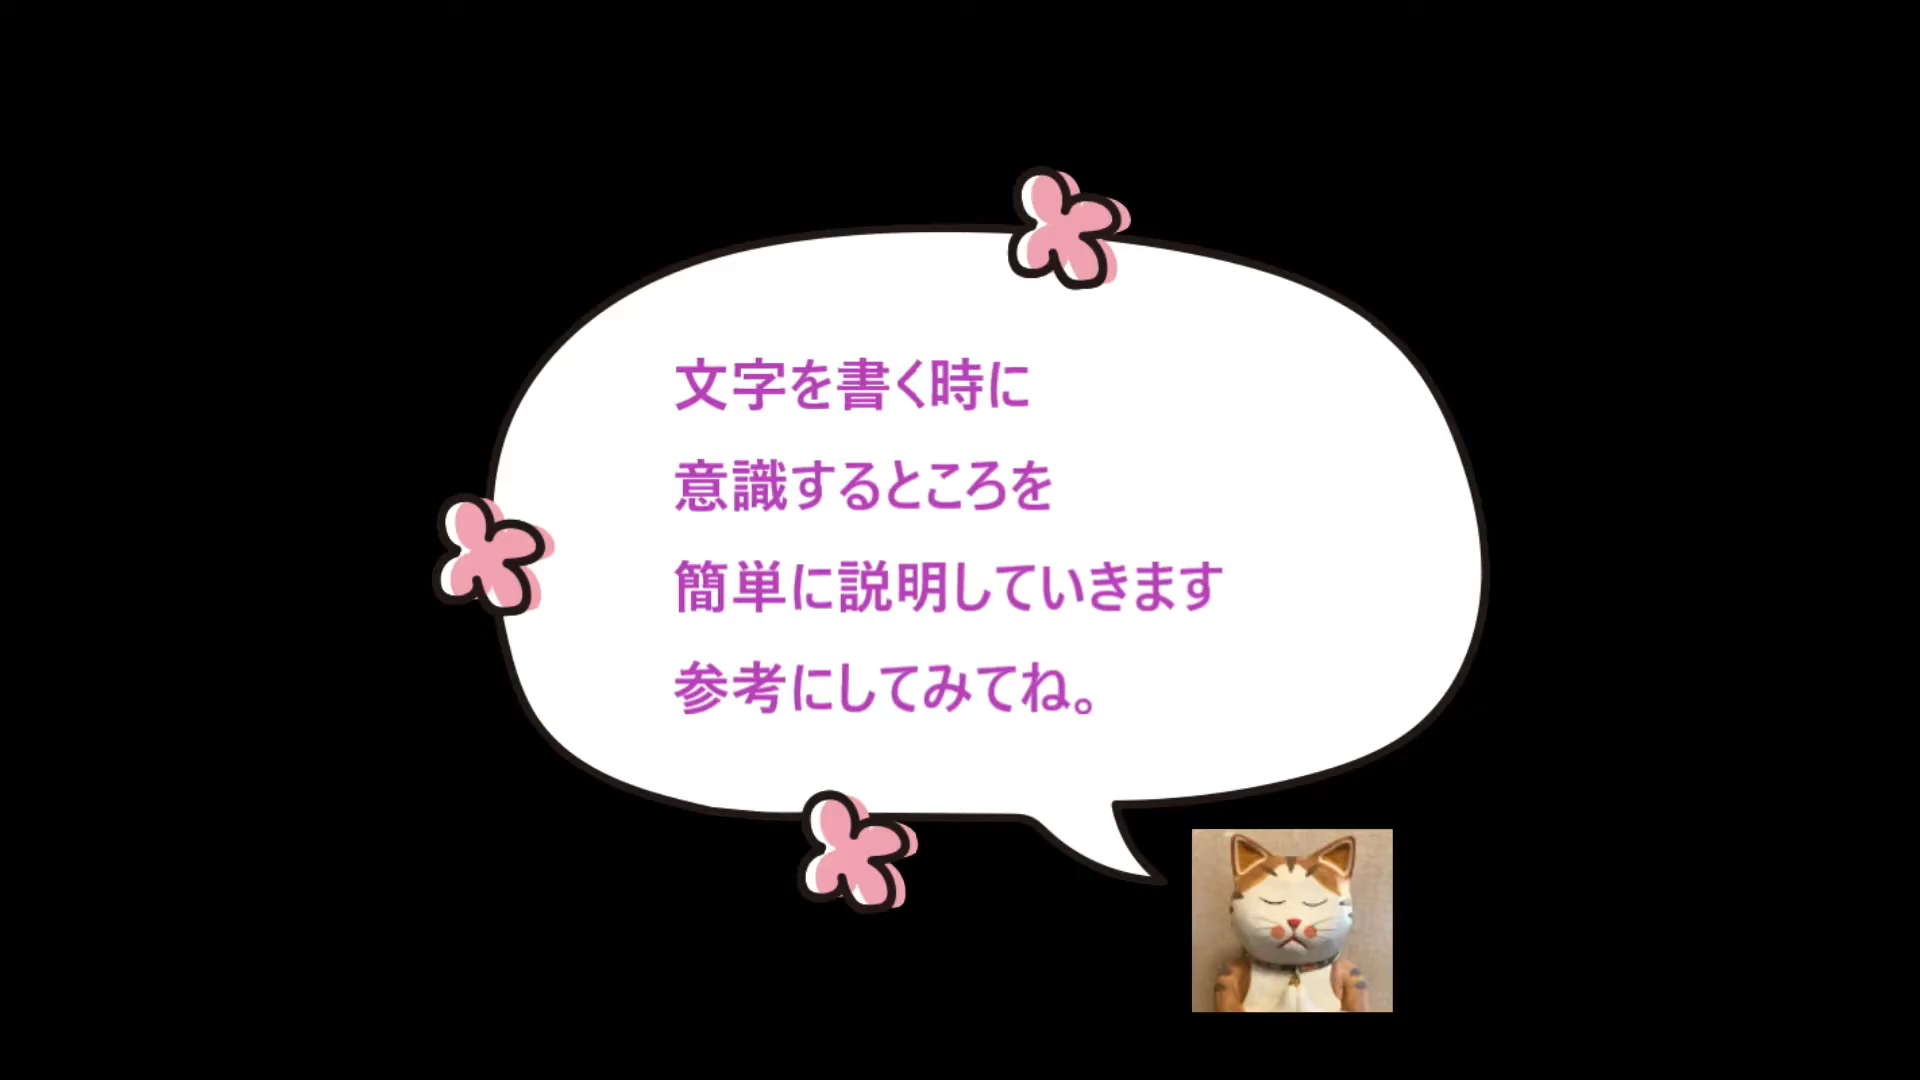 文字を書く時に
意識するところを
簡単に説明していきます
参考にしてみてね。